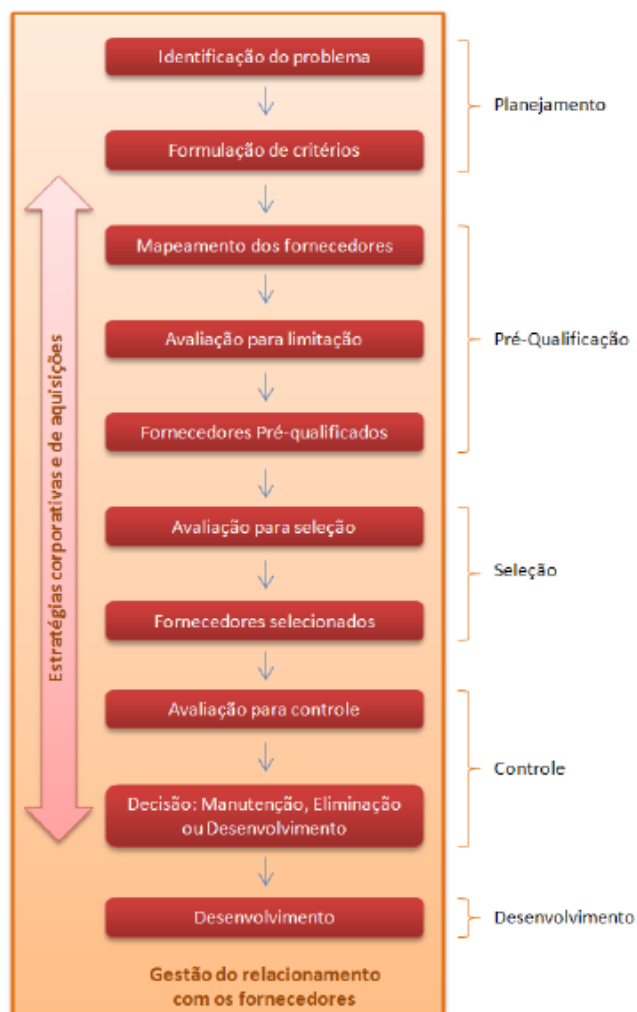 Identificação do problema
Planejamento
Formulação de critérios
Mapeamento dos fornecedores
Avaliação para limitação
Pré-Qualificação
Fornecedores Pré-qualificados
Estratégias corporativas e de aquisições
Avaliação para seleção
Seleção
Fornecedores selecionados
Avaliação para controle
Controle
Decisão: Manutenção, Eliminação
ou Desenvolvimento
Desenvolvimento
Desenvolvimento
Gestão do relacionamento
com os fornecedores